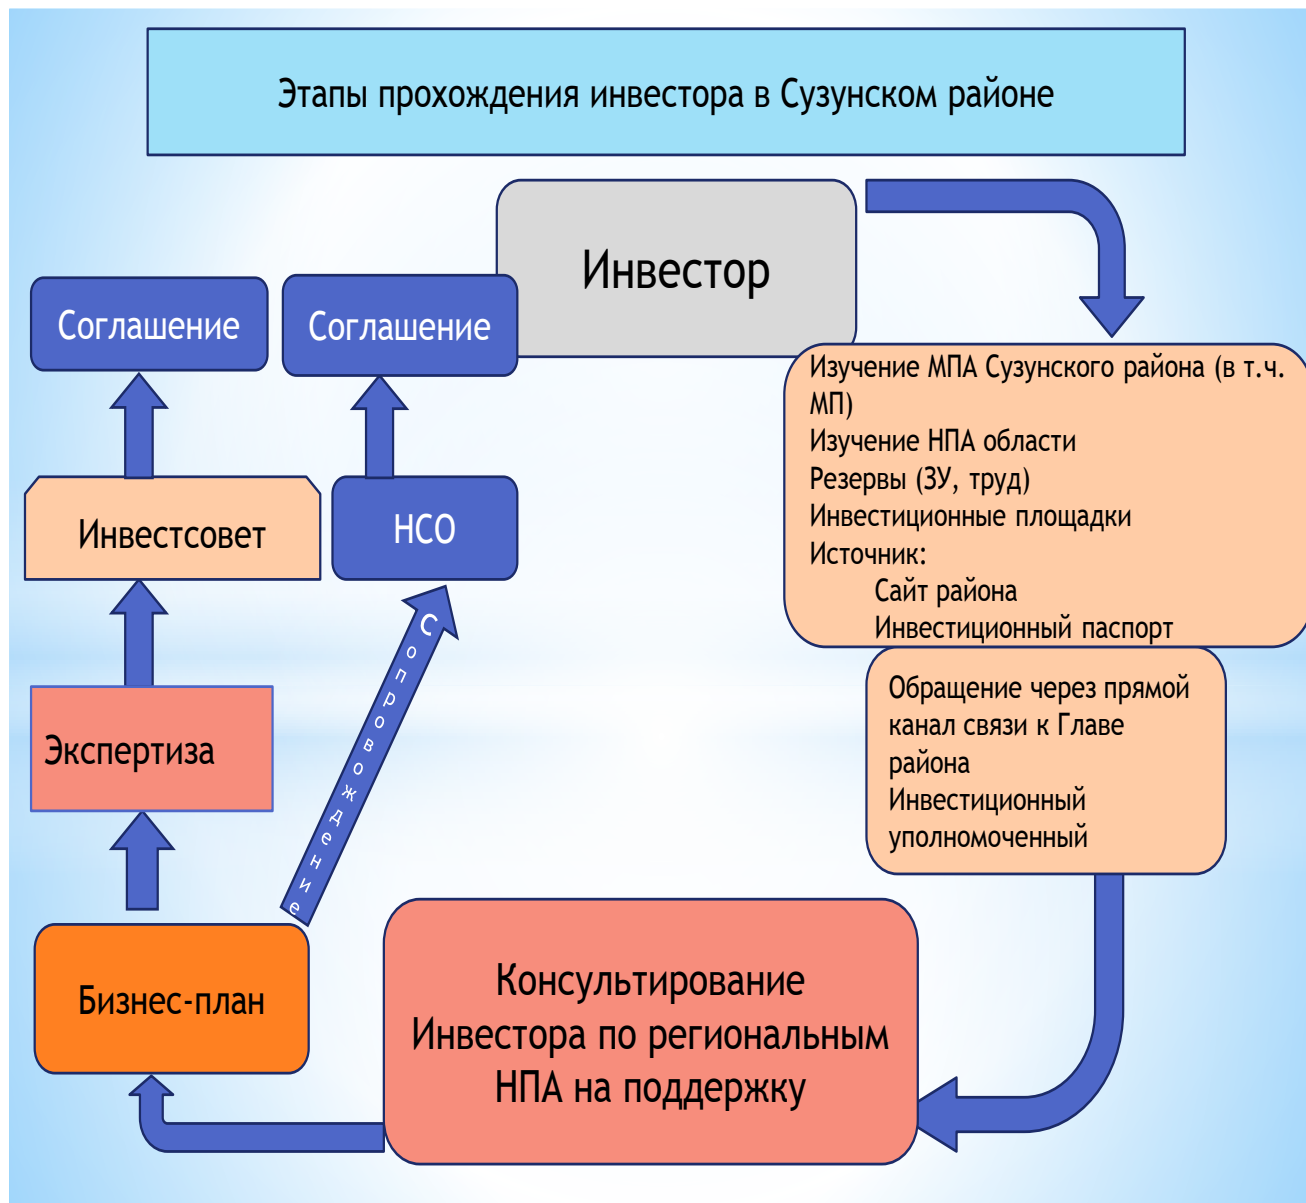 Этапы прохождения инвестора в Сузунском районе
Инвестор
Соглашение
Соглашение
Изучение МПА Сузунского района (в т.ч.
МП)
Изучение НПА области
Резервы (ЗУ, труд)
Инвестиционные площадки
Источник:
Сайт района
Инвестиционный паспорт
Инвестсовет
НСО
Сопровождение
Экспертиза
Обращение через прямой
канал связи к Главе
района
Инвестиционный
уполномоченный
Бизнес-план
Консультирование
Инвестора по региональным
НПА на поддержку